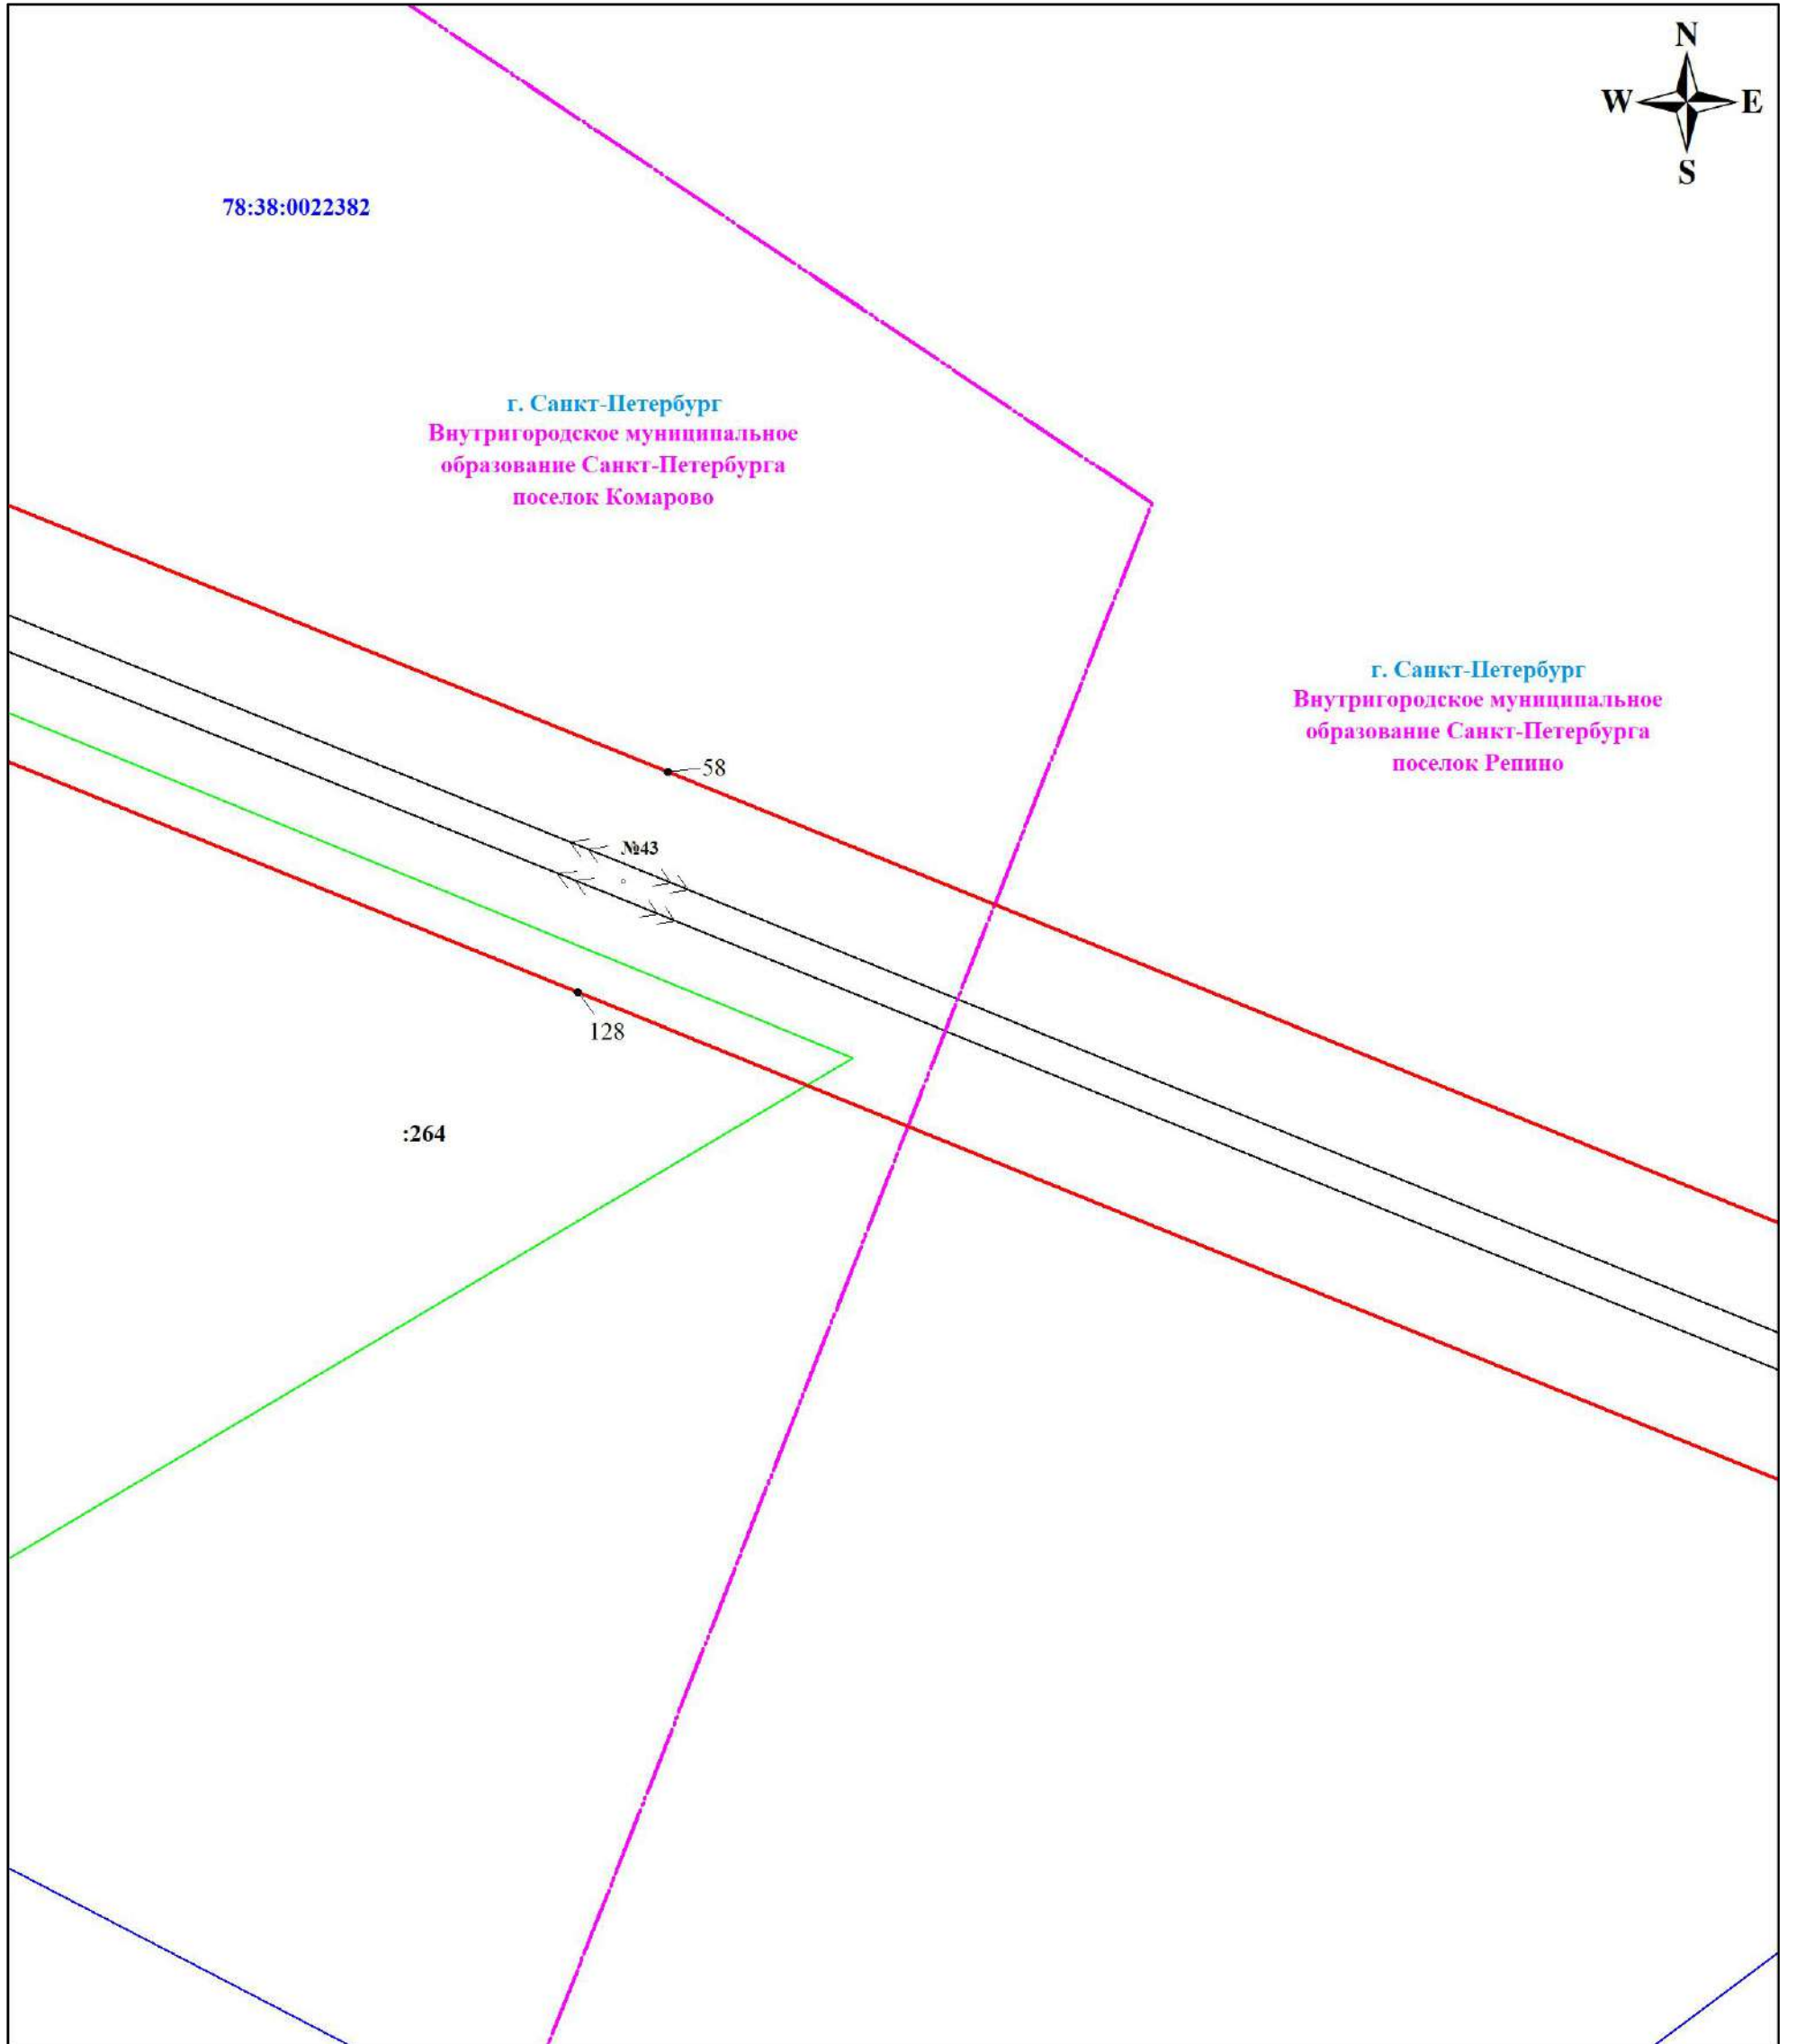 N
W E
S
78:38:0022382
г. Санкт-Петербург
Внутригородское муниципальное
образование Санкт-Петербурга
поселок Комарово
г. Санкт-Петербург
Внутригородское муниципальное
образование Санкт-Петербурга
поселок Репино
58
№43
128
:264